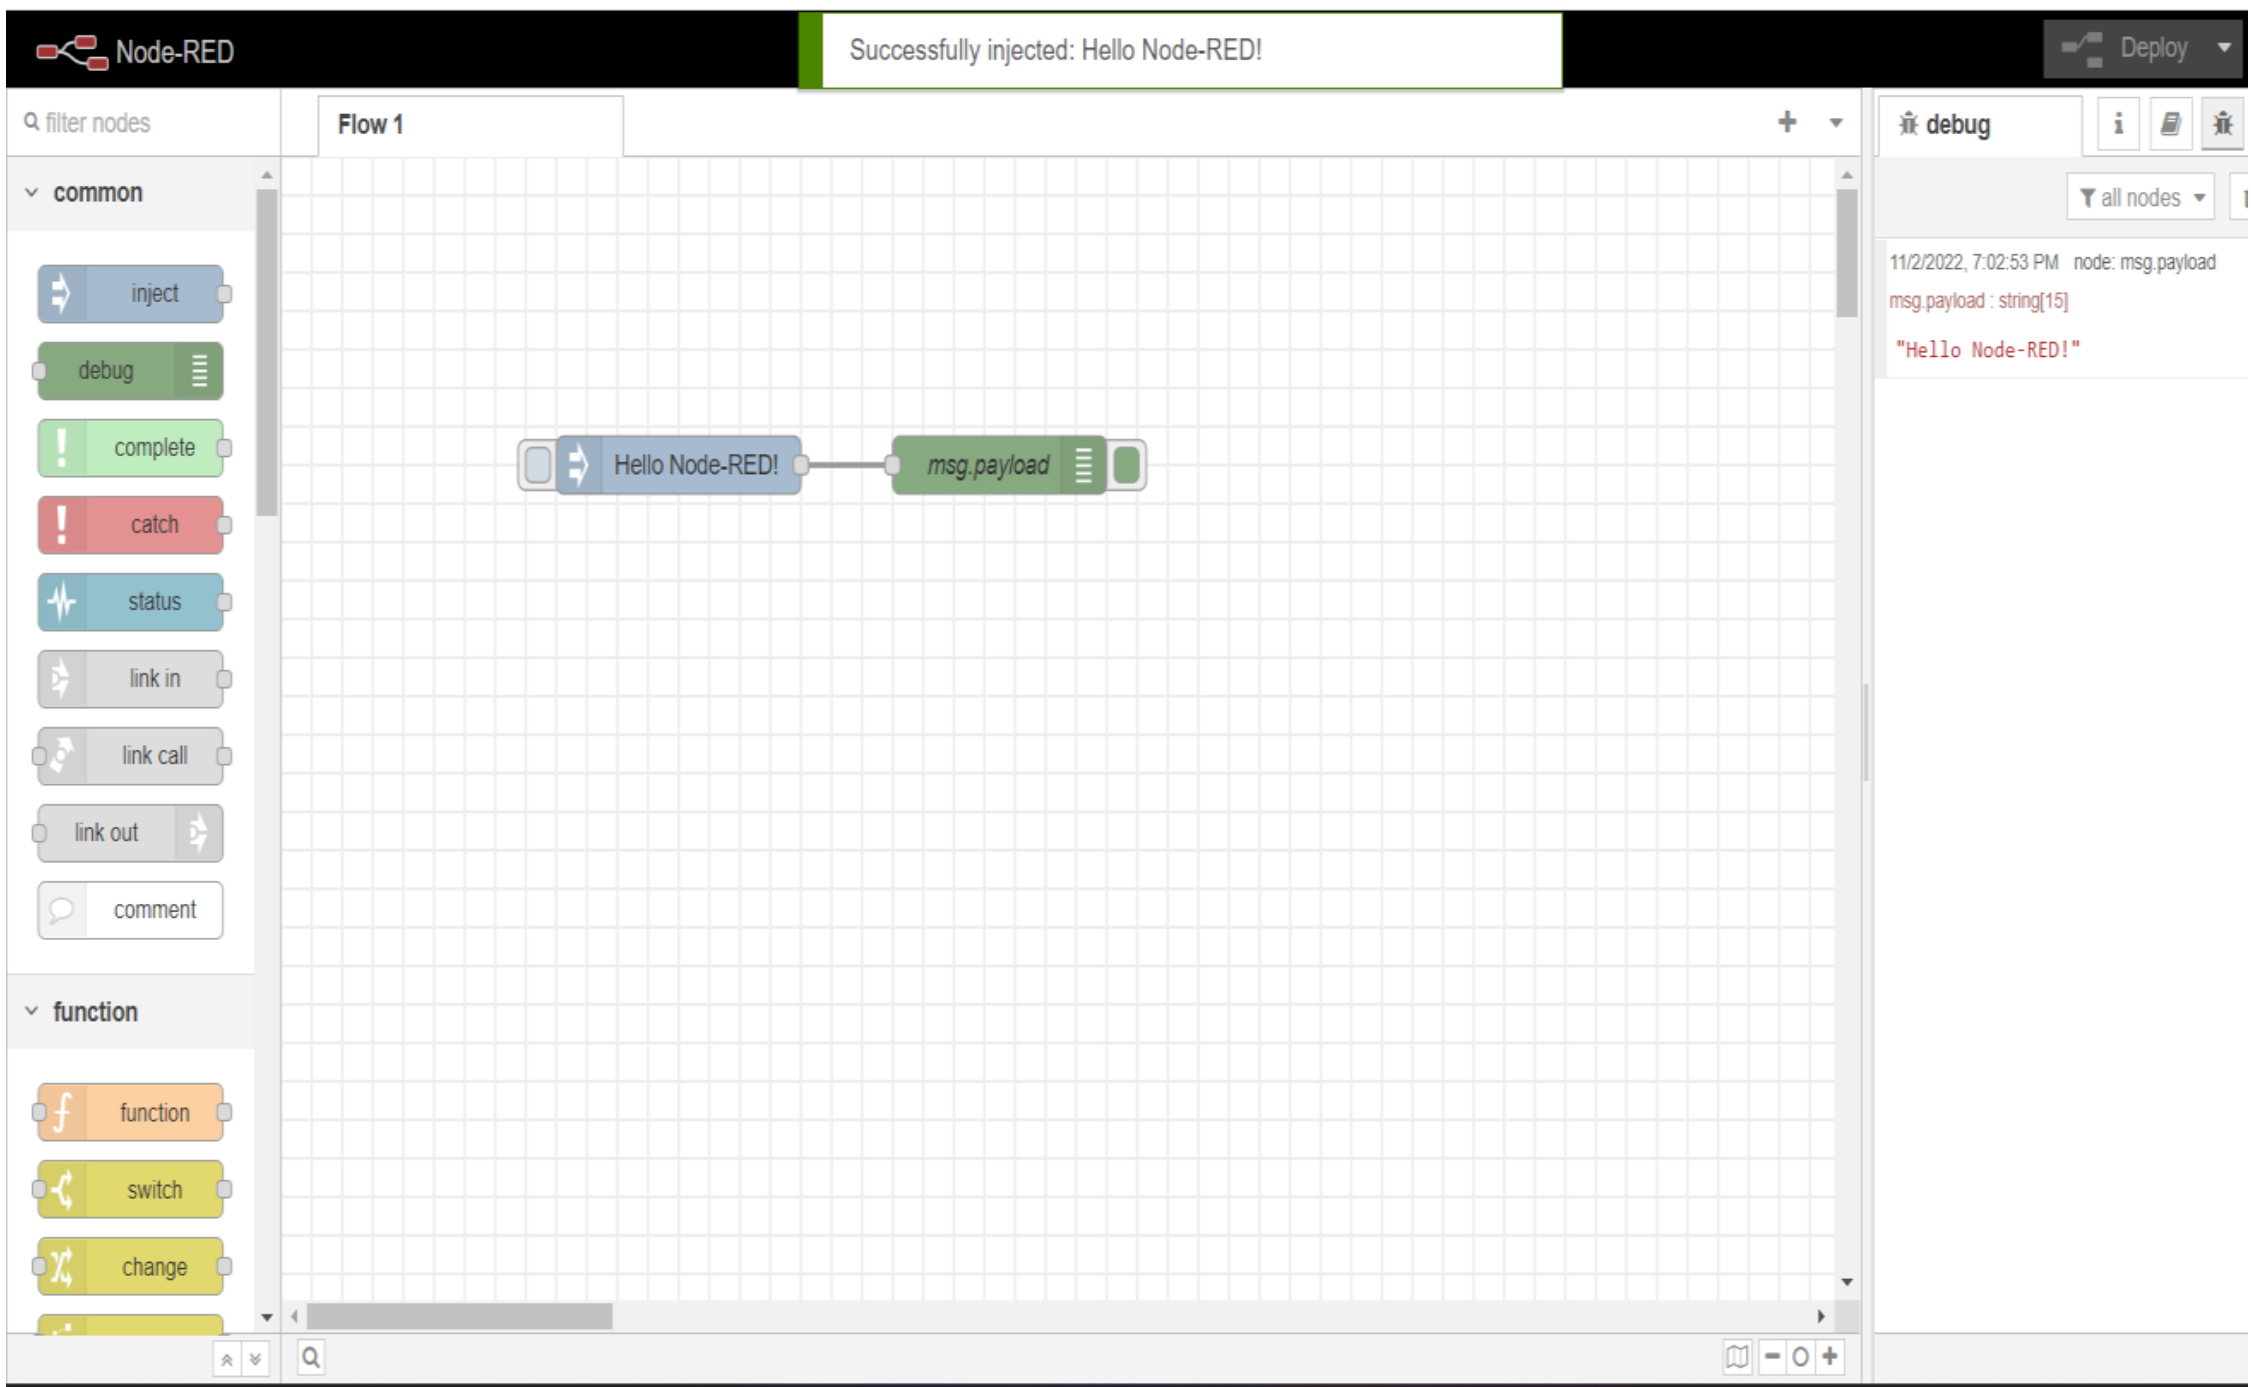 Node-RED
Successfully injected: Hello Node-RED!
Deploy
filter nodes
Flow 1
debug
all nodes
common
inject
debug
complete
catch
status
link in
link call
link out
comment
function
function
switch
change
Hello Node-RED!
msg.payload
11/2/2022, 7:02:53 PM node: msg.payload
msg.payload : string[15]
"Hello Node-RED!"